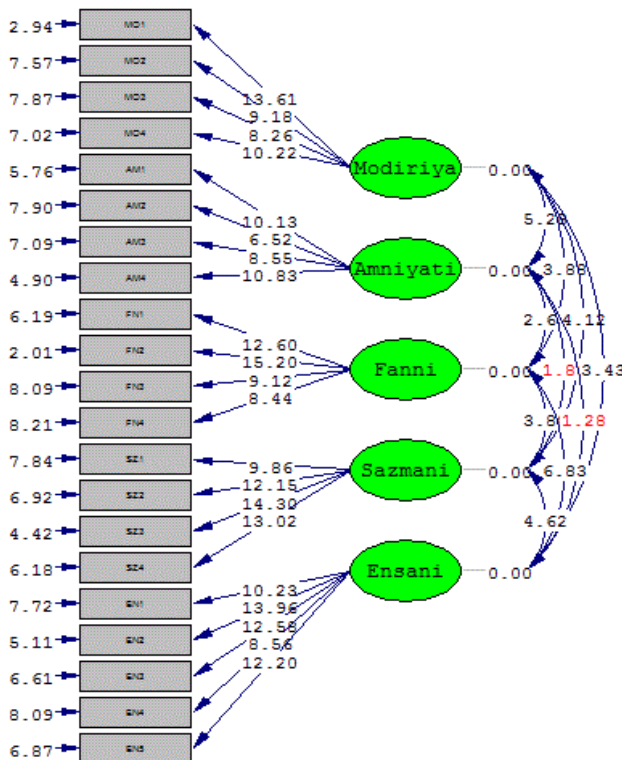 2.94 MO1
7.57 MO2
7.87 MO3
7.02 MO4
5.76 AM1
7.90 AM2
7.09 AM3
4.90 AM4
6.19 FN1
2.01 FN2
8.09 FN3
8.21 FN4
7.84 SZ1
6.92 SZ2
4.42 SZ3
6.18 SZ4
7.72 EN1
5.11 EN2
6.61 EN3
8.09 EN4
6.87 EN5
13.61
9.18
8.26
10.22
10.13
6.52
8.55
10.83
12.60
15.20
9.12
8.44
9.86
12.15
14.30
13.02
10.23
13.96
12.58
8.56
12.20
Modiriya 0.00
Amniyati 0.00
Fanni 0.00
Sazmani 0.00
Ensani 0.00
3.88
4.12
1.8
3.43
1.28
6.83
4.62